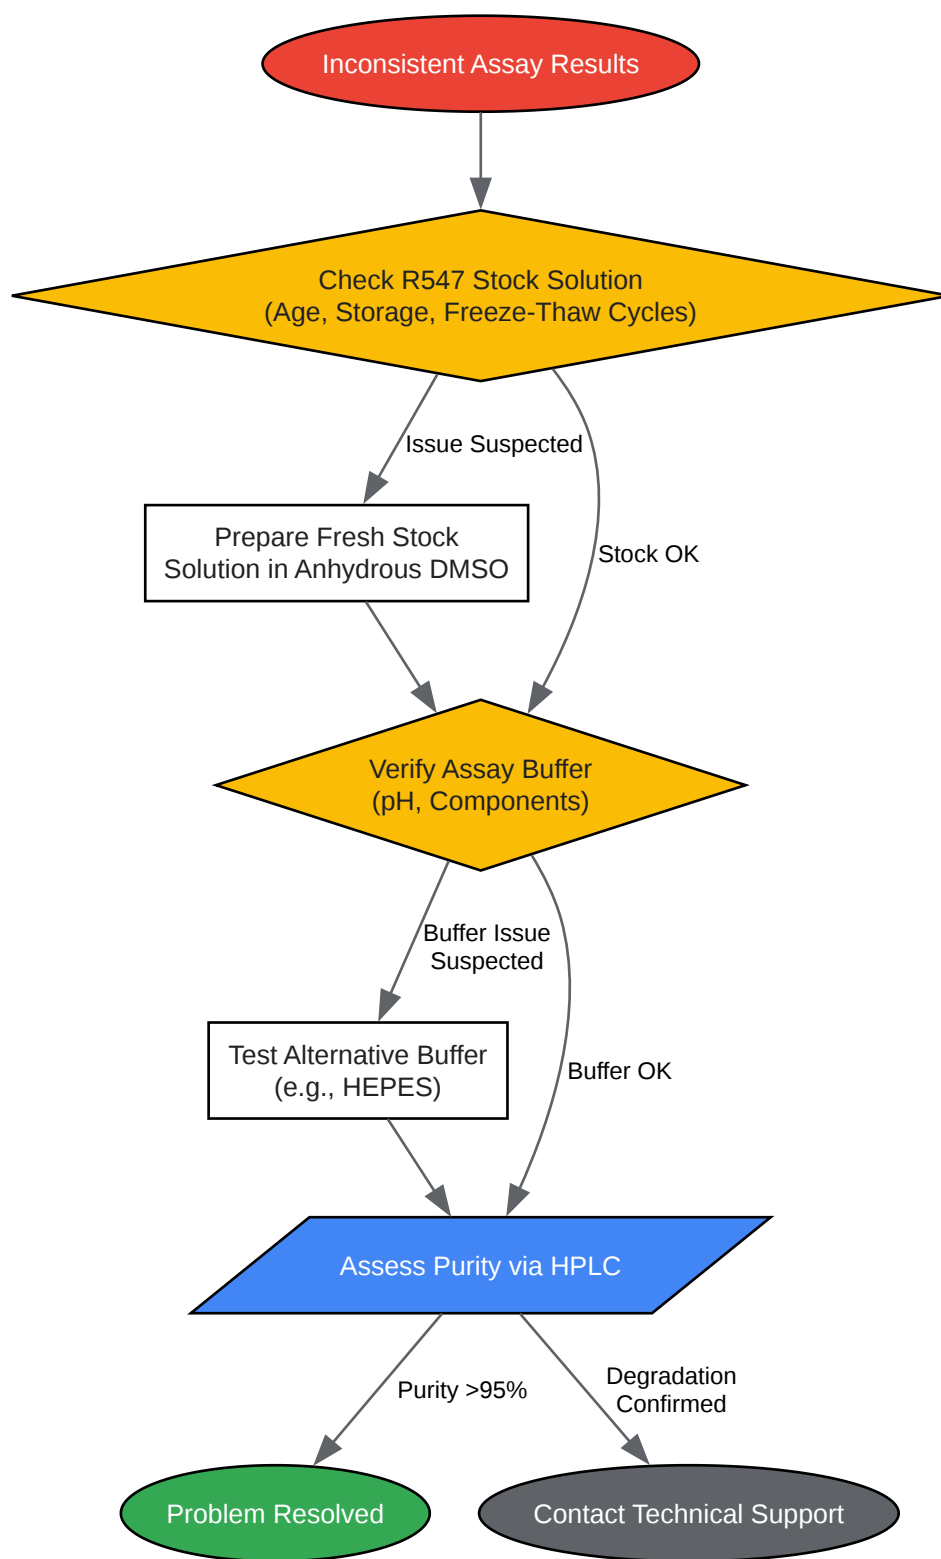 Inconsistent Assay Results
Check R547 Stock Solution
(Age, Storage, Freeze-Thaw Cycles)
Issue Suspected
Prepare Fresh Stock
Solution in Anhydrous DMSO
Stock OK
Verify Assay Buffer
(pH, Components)
Buffer Issue
Suspected
Test Alternative Buffer
(e.g., HEPES)
Buffer OK
Assess Purity via HPLC
Purity >95%
Degradation
Confirmed
Problem Resolved
Contact Technical Support